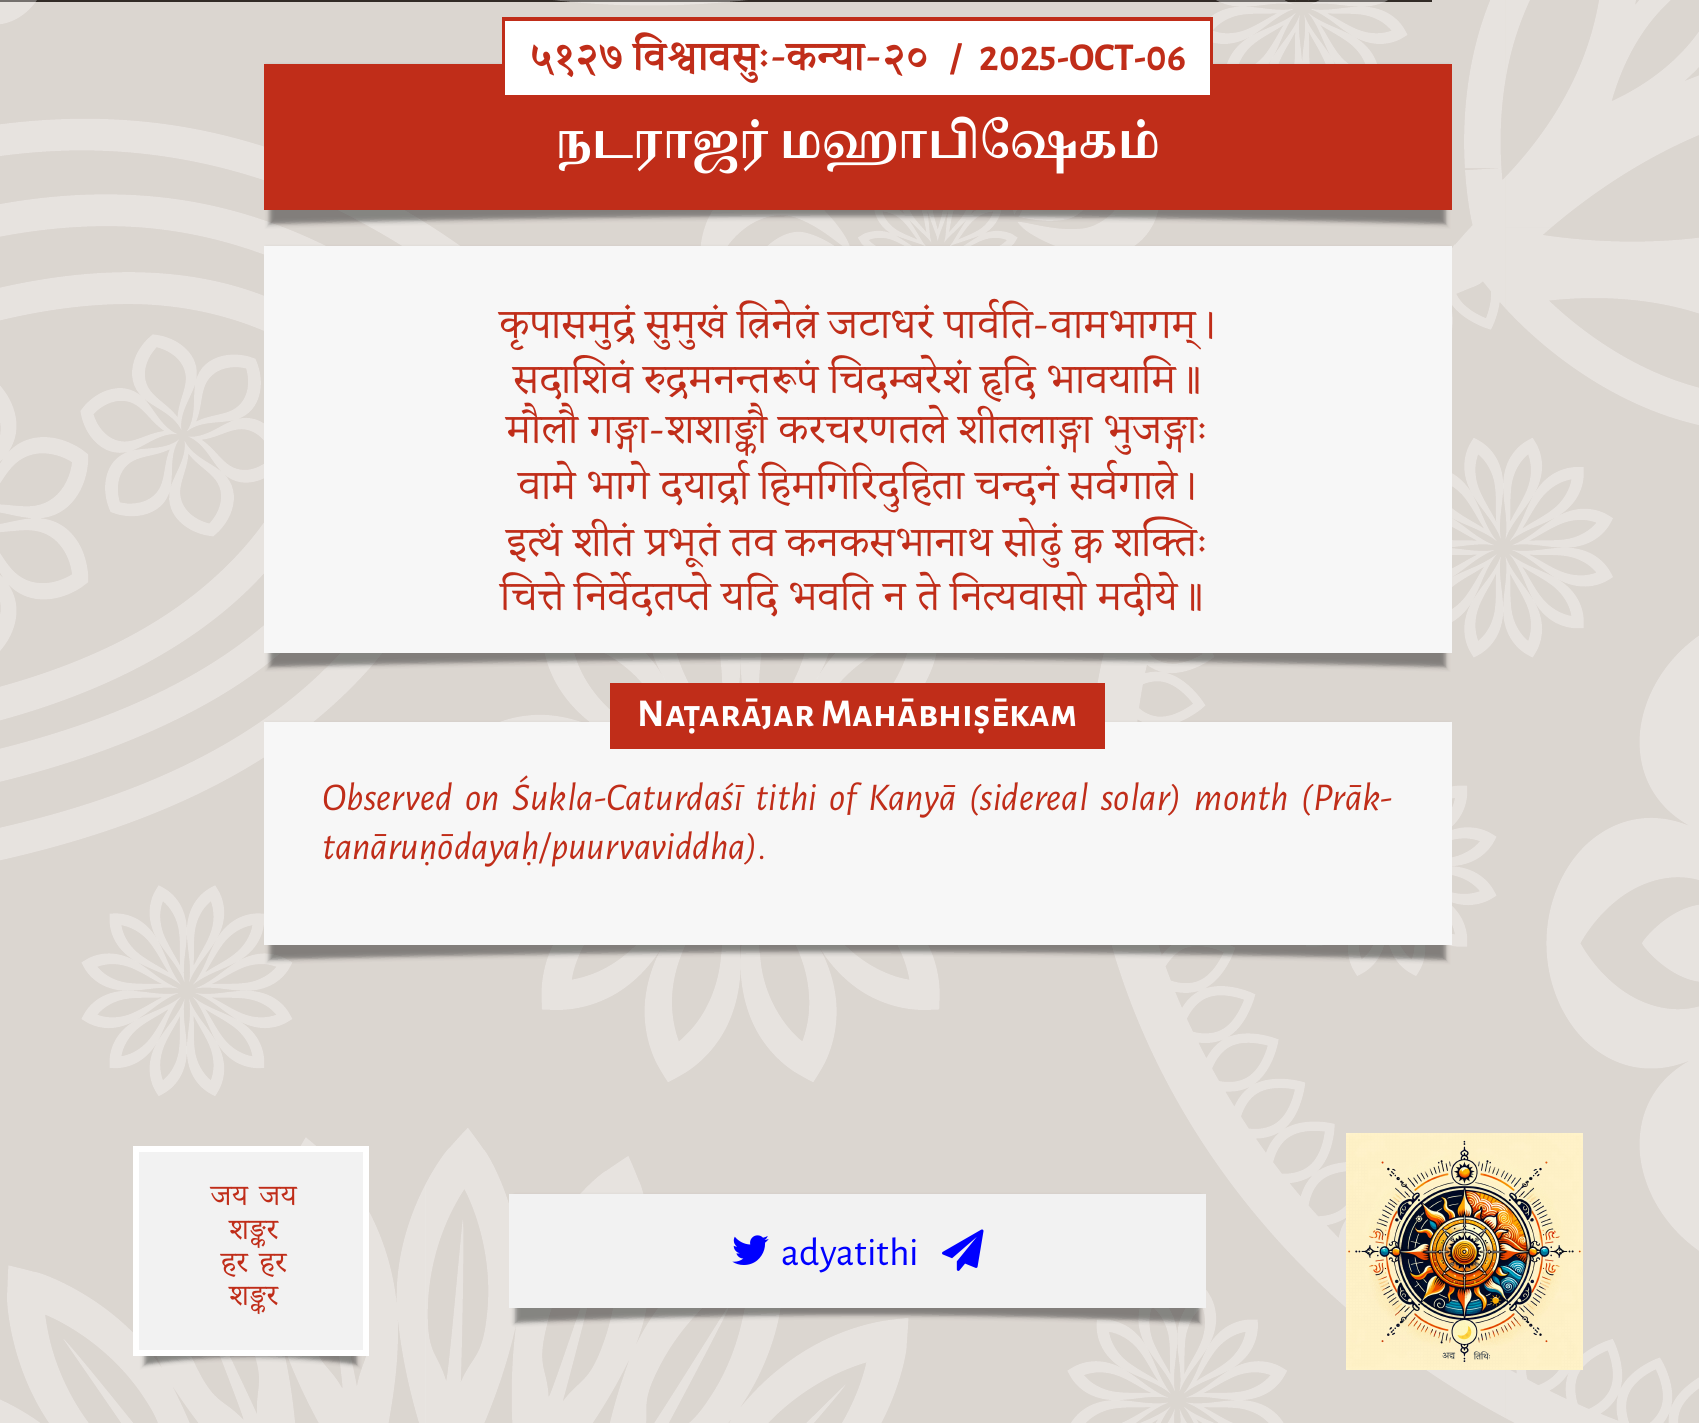 ५१२७ विश्वावसुः-कन्या-२० / 2025-OCT-06
நடராஜர் மஹாபிஷேகம்
कृपासमुद्रं सुमुखं त्रिनेत्रं जटाधरं पार्वति-वामभागम्।
सदाशिवं रुद्रमनन्तरूपं चिदम्बरेशं हृदि भावयामि॥
मौलौ गङ्गा-शशाङ्कौ करचरणतले शीतलाङ्गा भुजङ्गाः
वामे भागे दयार्द्रा हिमगिरिदुहिता चन्दनं सर्वगात्रे।
इत्थं शीतं प्रभूतं तव कनकसभानाथ सोढुं क्व शक्तिः
चित्ते निर्वेदतप्ते यदि भवति न ते नित्यवासो मदीये॥
Naṭarājar Mahābhiṣēkam
Observed on Śukla-Caturdaśī tithi of Kanyā (sidereal solar) month (Prāk-
tanāruṇōdayaḥ/puurvaviddha).
जय जय
शङ्कर
हर हर
शङ्कर
adyatithi
अद्य तिथिः